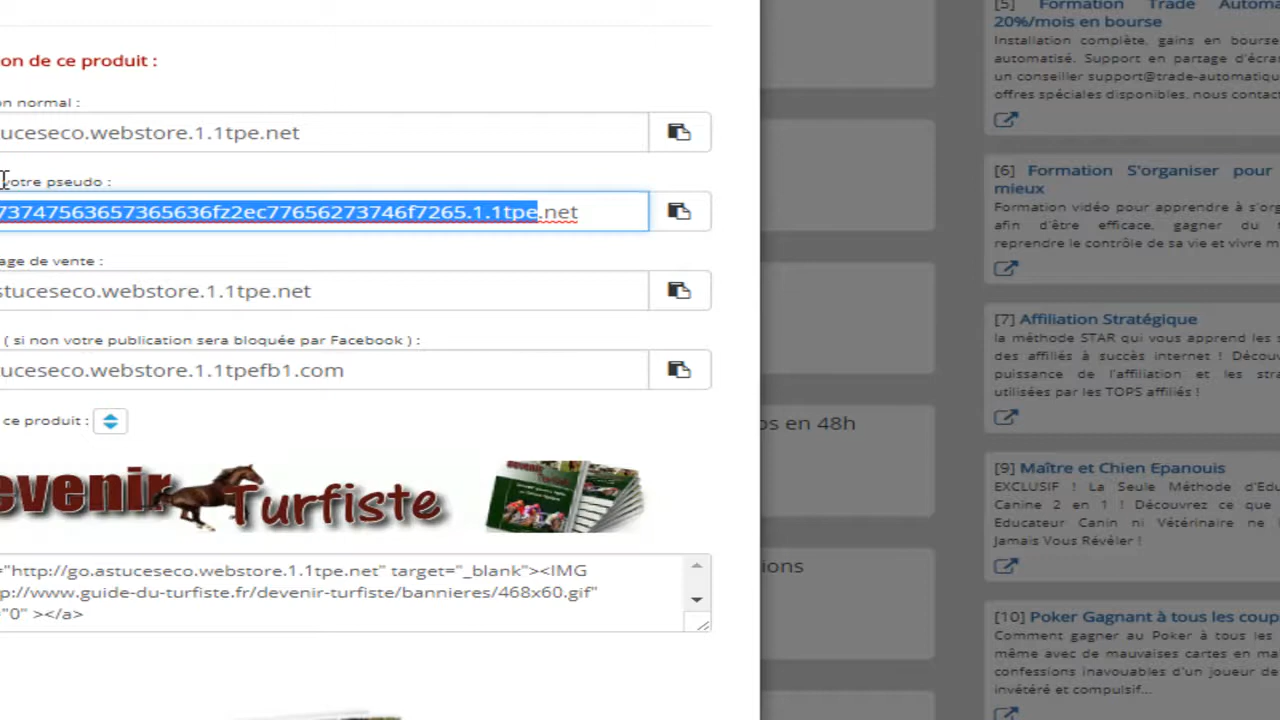 on de ce produit :
on normal :
tuceseco.webstore.1.1tpe.net
votre pseudo :
73747563657365636fz2ec77656273746f7265.1.1tpe.net
age de vente :
stuceseco.webstore.1.1tpe.net
( si non votre publication sera bloquée par Facebook ) :
uceseco.webstore.1.1tpefb1.com
ce produit :
evenir Turfiste
="http://go.astuceseco.webstore.1.1tpe.net" target="_blank"><IMG
p://www.guide-du-turfiste.fr/devenir-turfiste/bannieres/468x60.gif"
="0" ></a>
os en 48h
ions
[5] Formation Trade Automa
20%/mois en bourse
Installation complète, gains en bourse
automatisé. Support en partage d'écra
un conseiller support@trade-automatiqu
offres spéciales disponibles, nous contac
[6] Formation S'organiser pour
mieux
Formation vidéo pour apprendre à s'org
afin d'être efficace, gagner du t
reprendre le contrôle de sa vie et vivre m
[7] Affiliation Stratégique
la méthode STAR qui vous apprend les s
des affiliés à succès internet ! Découv
puissance de l'affiliation et les stra
utilisées par les TOPS affiliés !
[9] Maître et Chien Epanouis
EXCLUSIF ! La Seule Méthode d'Edu
Canine 2 en 1 ! Découvrez ce que
Educateur Canin ni Vétérinaire ne
Jamais Vous Révéler !
[10] Poker Gagnant à tous les coup
Comment gagner au Poker à tous les
même avec de mauvaises cartes en ma
confessions inavouables d'un joueur de
invétéré et compulsif...